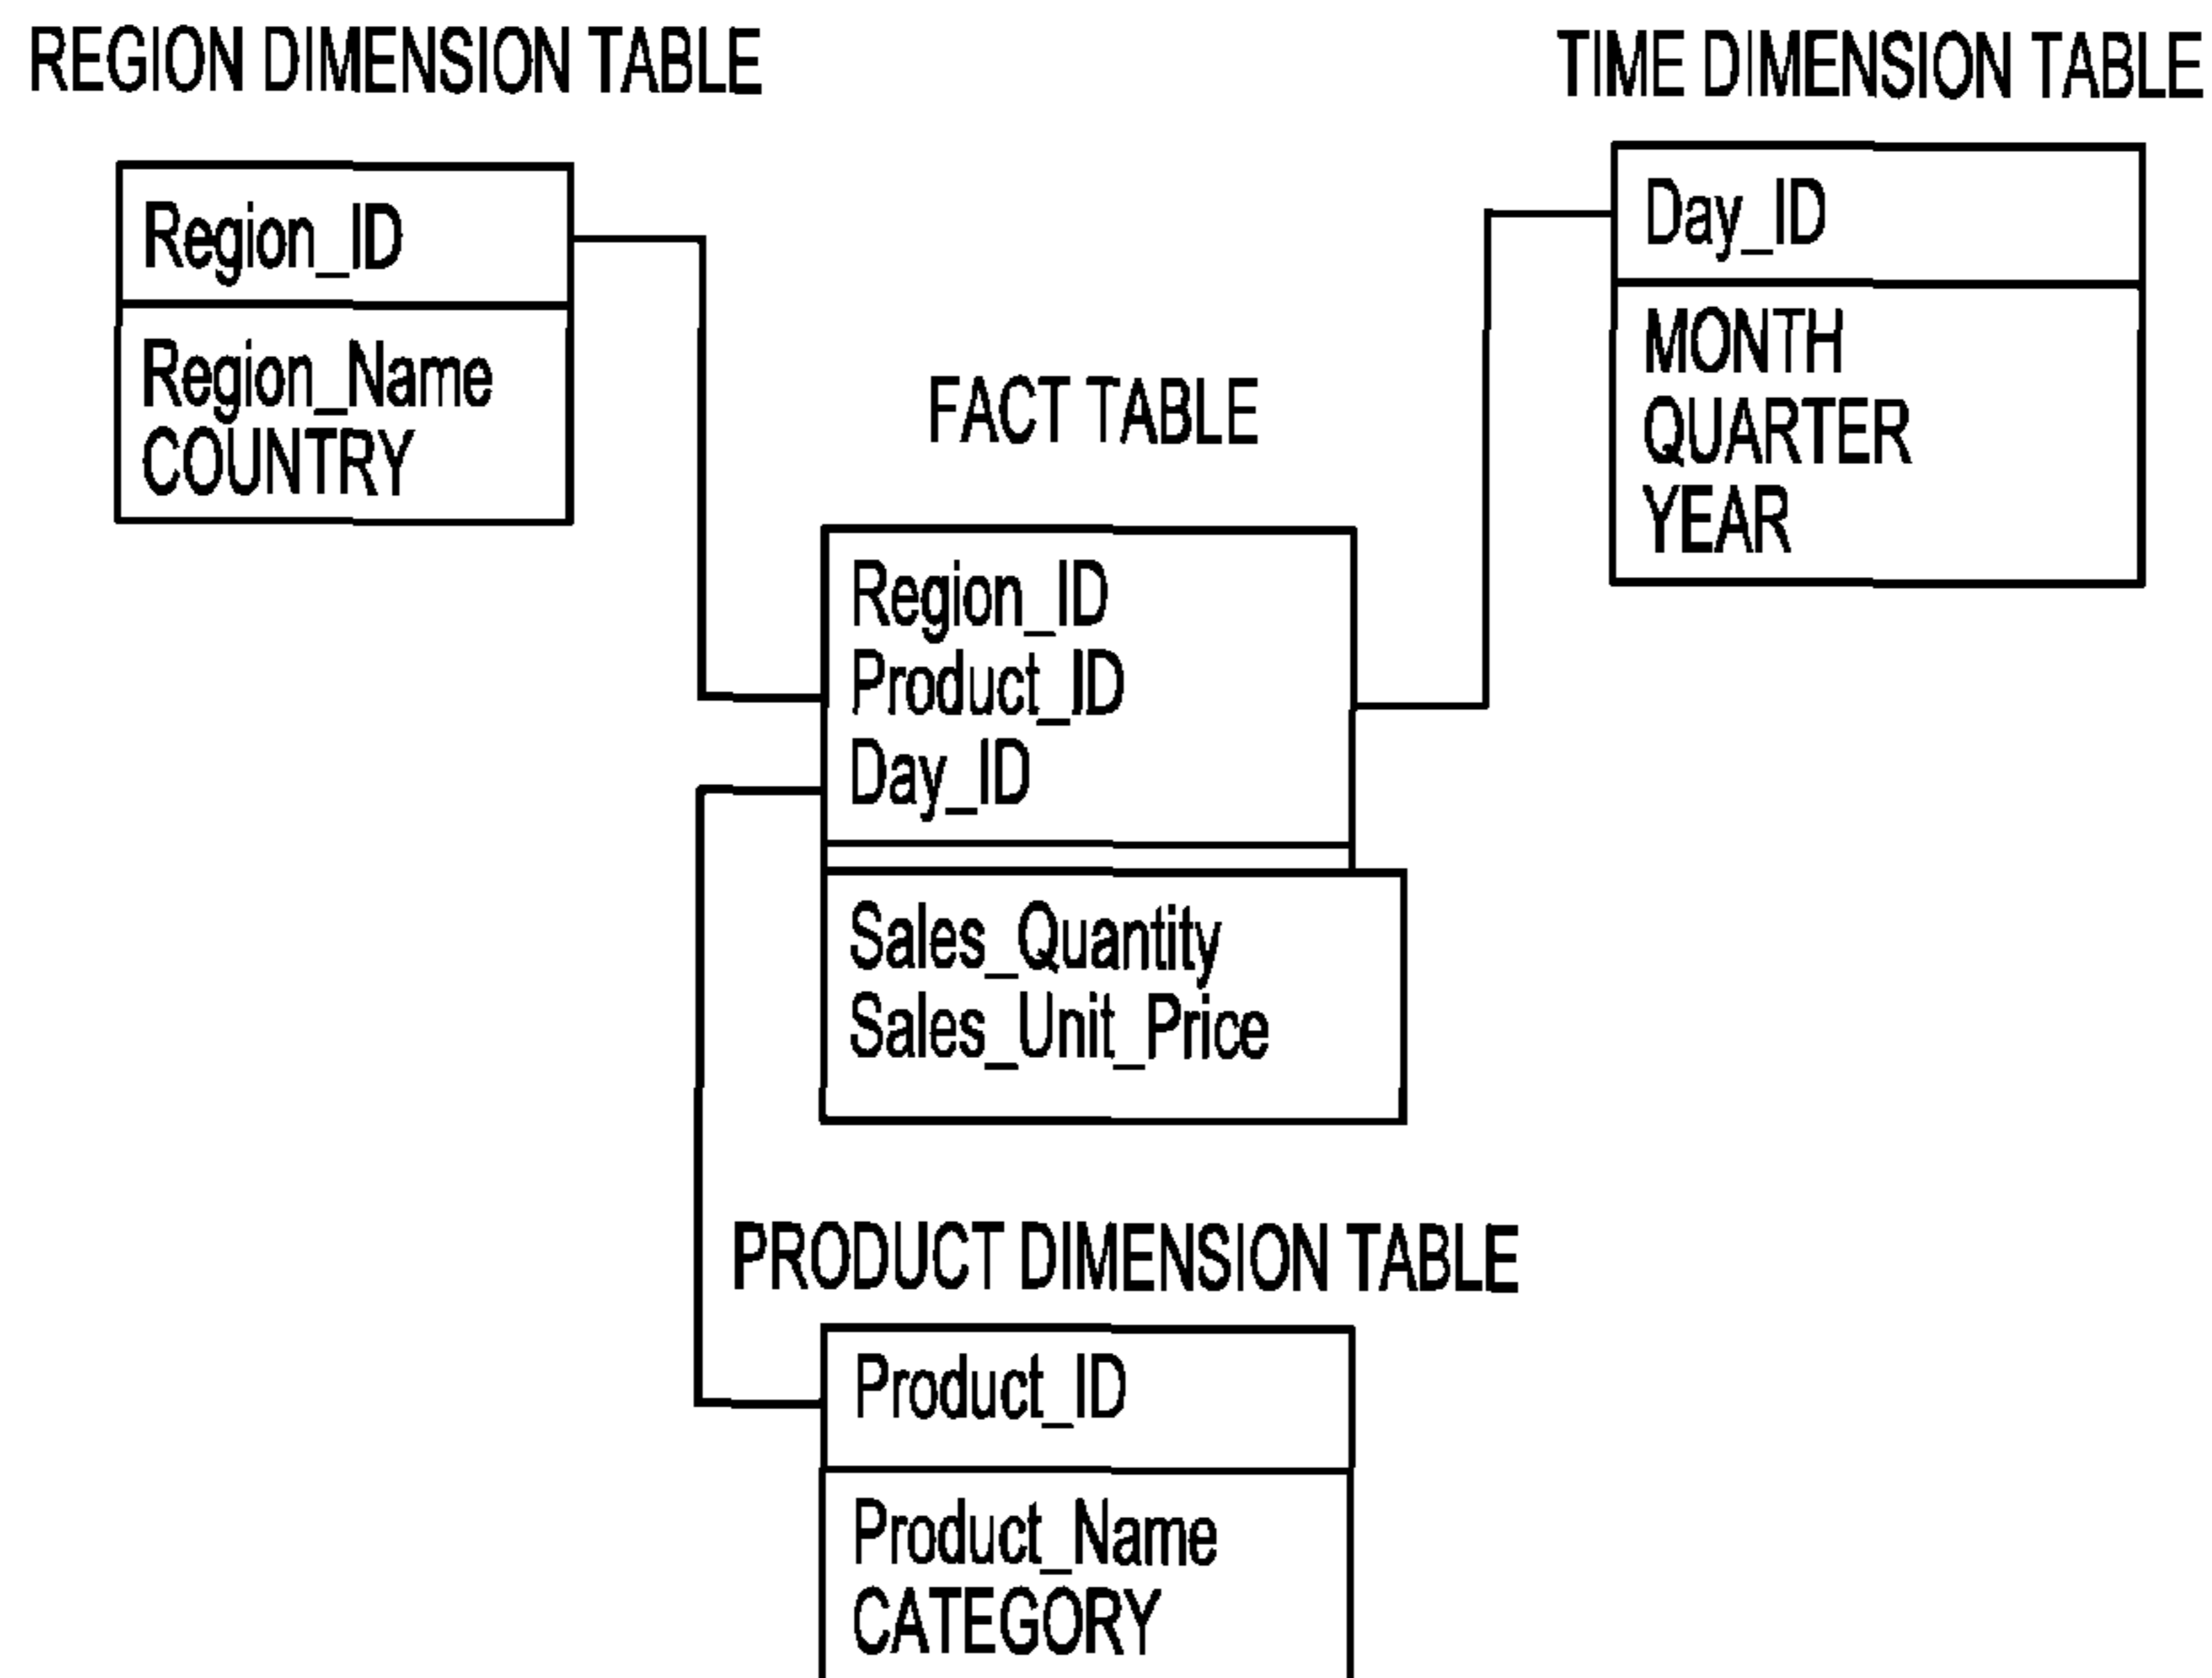 REGION DIMENSION TABLE
Region_ID
Region_Name
COUNTRY
TIME DIMENSION TABLE
Day_ID
MONTH
QUARTER
YEAR
FACT TABLE
Region_ID
Product_ID
Day_ID
Sales_Quantity
Sales_Unit_Price
PRODUCT DIMENSION TABLE
Product_ID
Product_Name
CATEGORY